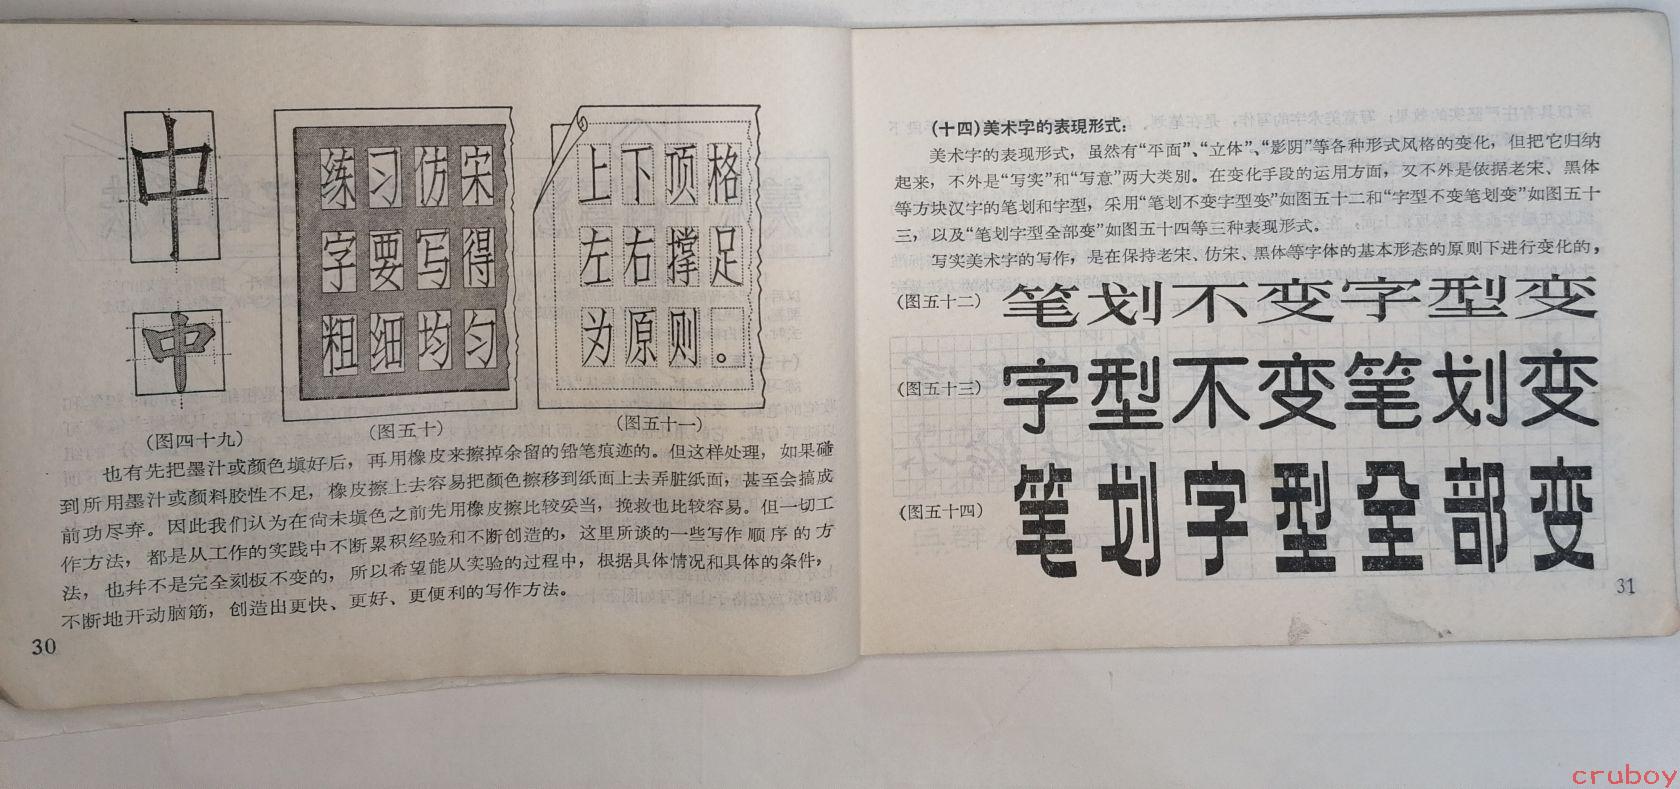 中
中
(图四十九)
练习仿宋
字要写得
粗细均匀
(图五十)
上下顶格
左右撑足
为原则。
(图五十一)
也有先把墨汁或颜色填好后，再用橡皮来擦掉余留的铅笔痕迹的。但这样处理，如果碰
到所用墨汁或颜料胶性不足，橡皮擦上去容易把颜色擦移到纸面上去弄脏纸面，甚至会搞成
前功尽弃。因此我们认为在尚未填色之前先用橡皮擦比较妥当，挽救也比较容易。但一切工
作方法，都是从工作的实践中不断累积经验和不断创造的，这里所谈的一些写作顺序的方
法，也并不是完全刻板不变的，所以希望能从实验的过程中，根据具体情况和具体的条件，
不断地开动脑筋，创造出更快、更好、更便利的写作方法。
30
(十四)美术字的表现形式：
美术字的表现形式，虽然有“平面”、“立体”、“影阴”等各种形式风格的变化，但把它归纳
起来，不外是“写实”和“写意”两大类别。在变化手段的运用方面，又不外是依据老宋、黑体
等方块汉字的笔划和字型，采用“笔划不变字型变”如图五十二和“字型不变笔划变”如图五十
三，以及“笔划字型全部变”如图五十四等三种表现形式。
写实美术字的写作，是在保持老宋、仿宋、黑体等字体的基本形态的原则下进行变化的，
(图五十二) 笔划不变字型变
(图五十三) 字型不变笔划变
(图五十四) 笔划字型全部变
31
cruboy